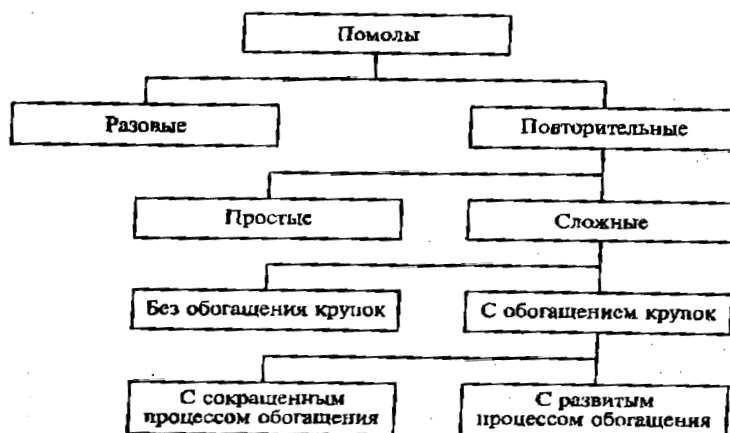 Помолы
Разовые
Повторительные
Простые
Сложные
Без обогащения крупок
С обогащением крупок
С сокращенным
процессом обогащения
С развитым
процессом обогащения